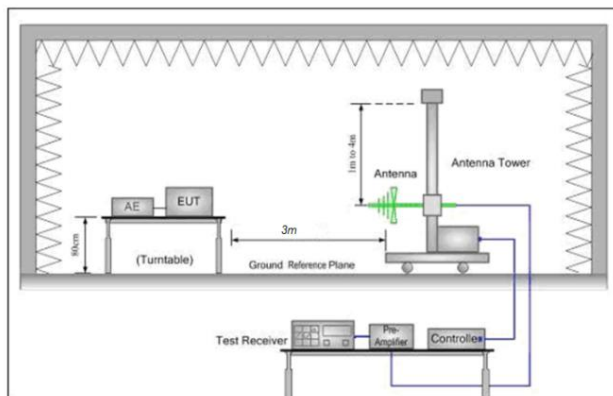 1m to 4m
Antenna
Antenna Tower
AE
EUT
3m
80cm
(Turntable)
Ground Reference Plane
Test Receiver
Pre-
Amplifier
Controller